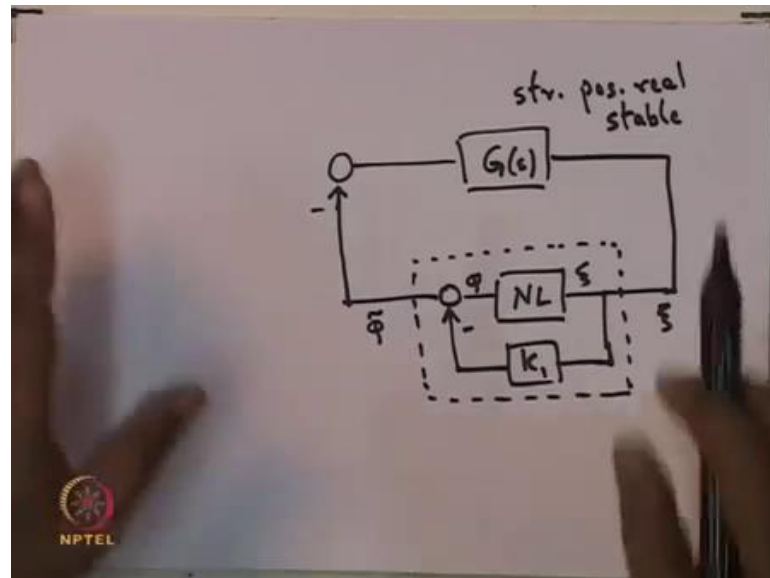 str. pos. real
stable
G(s)
-
φ NL ξ
φ̃ ξ
-
K₁
NPTEL